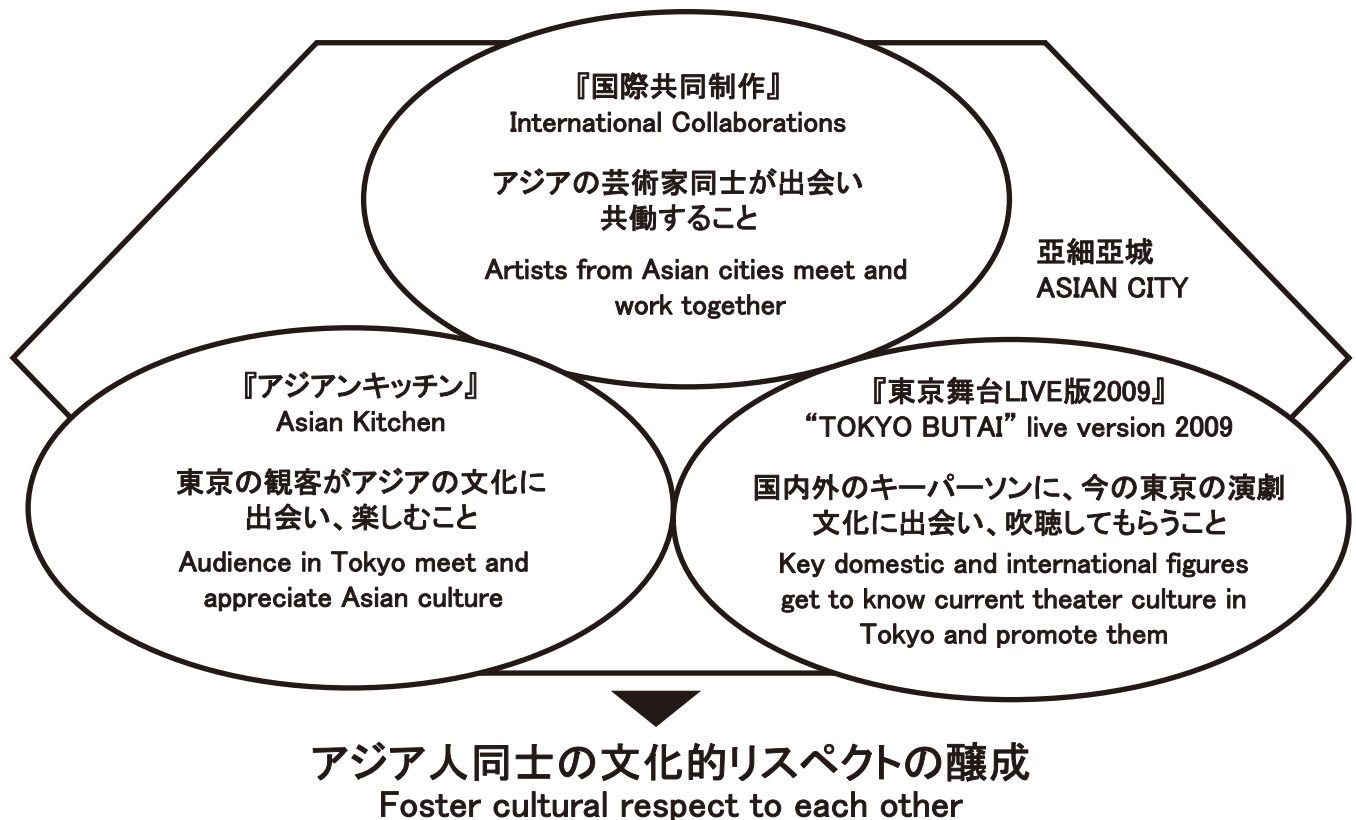 『国際共同制作』
International Collaborations
アジアの芸術家同士が出会い
共働すること
Artists from Asian cities meet and
work together
亞細亞城
ASIAN CITY
『アジアンキッチン』
Asian Kitchen
東京の観客がアジアの文化に
出会い、楽しむこと
Audience in Tokyo meet and
appreciate Asian culture
『東京舞台LIVE版2009』
“TOKYO BUTAI” live version 2009
国内外のキーパーソンに、今の東京の演劇
文化に出会い、吹聴してもらうこと
Key domestic and international figures
get to know current theater culture in
Tokyo and promote them
アジア人同士の文化的リスペクトの醸成
Foster cultural respect to each other